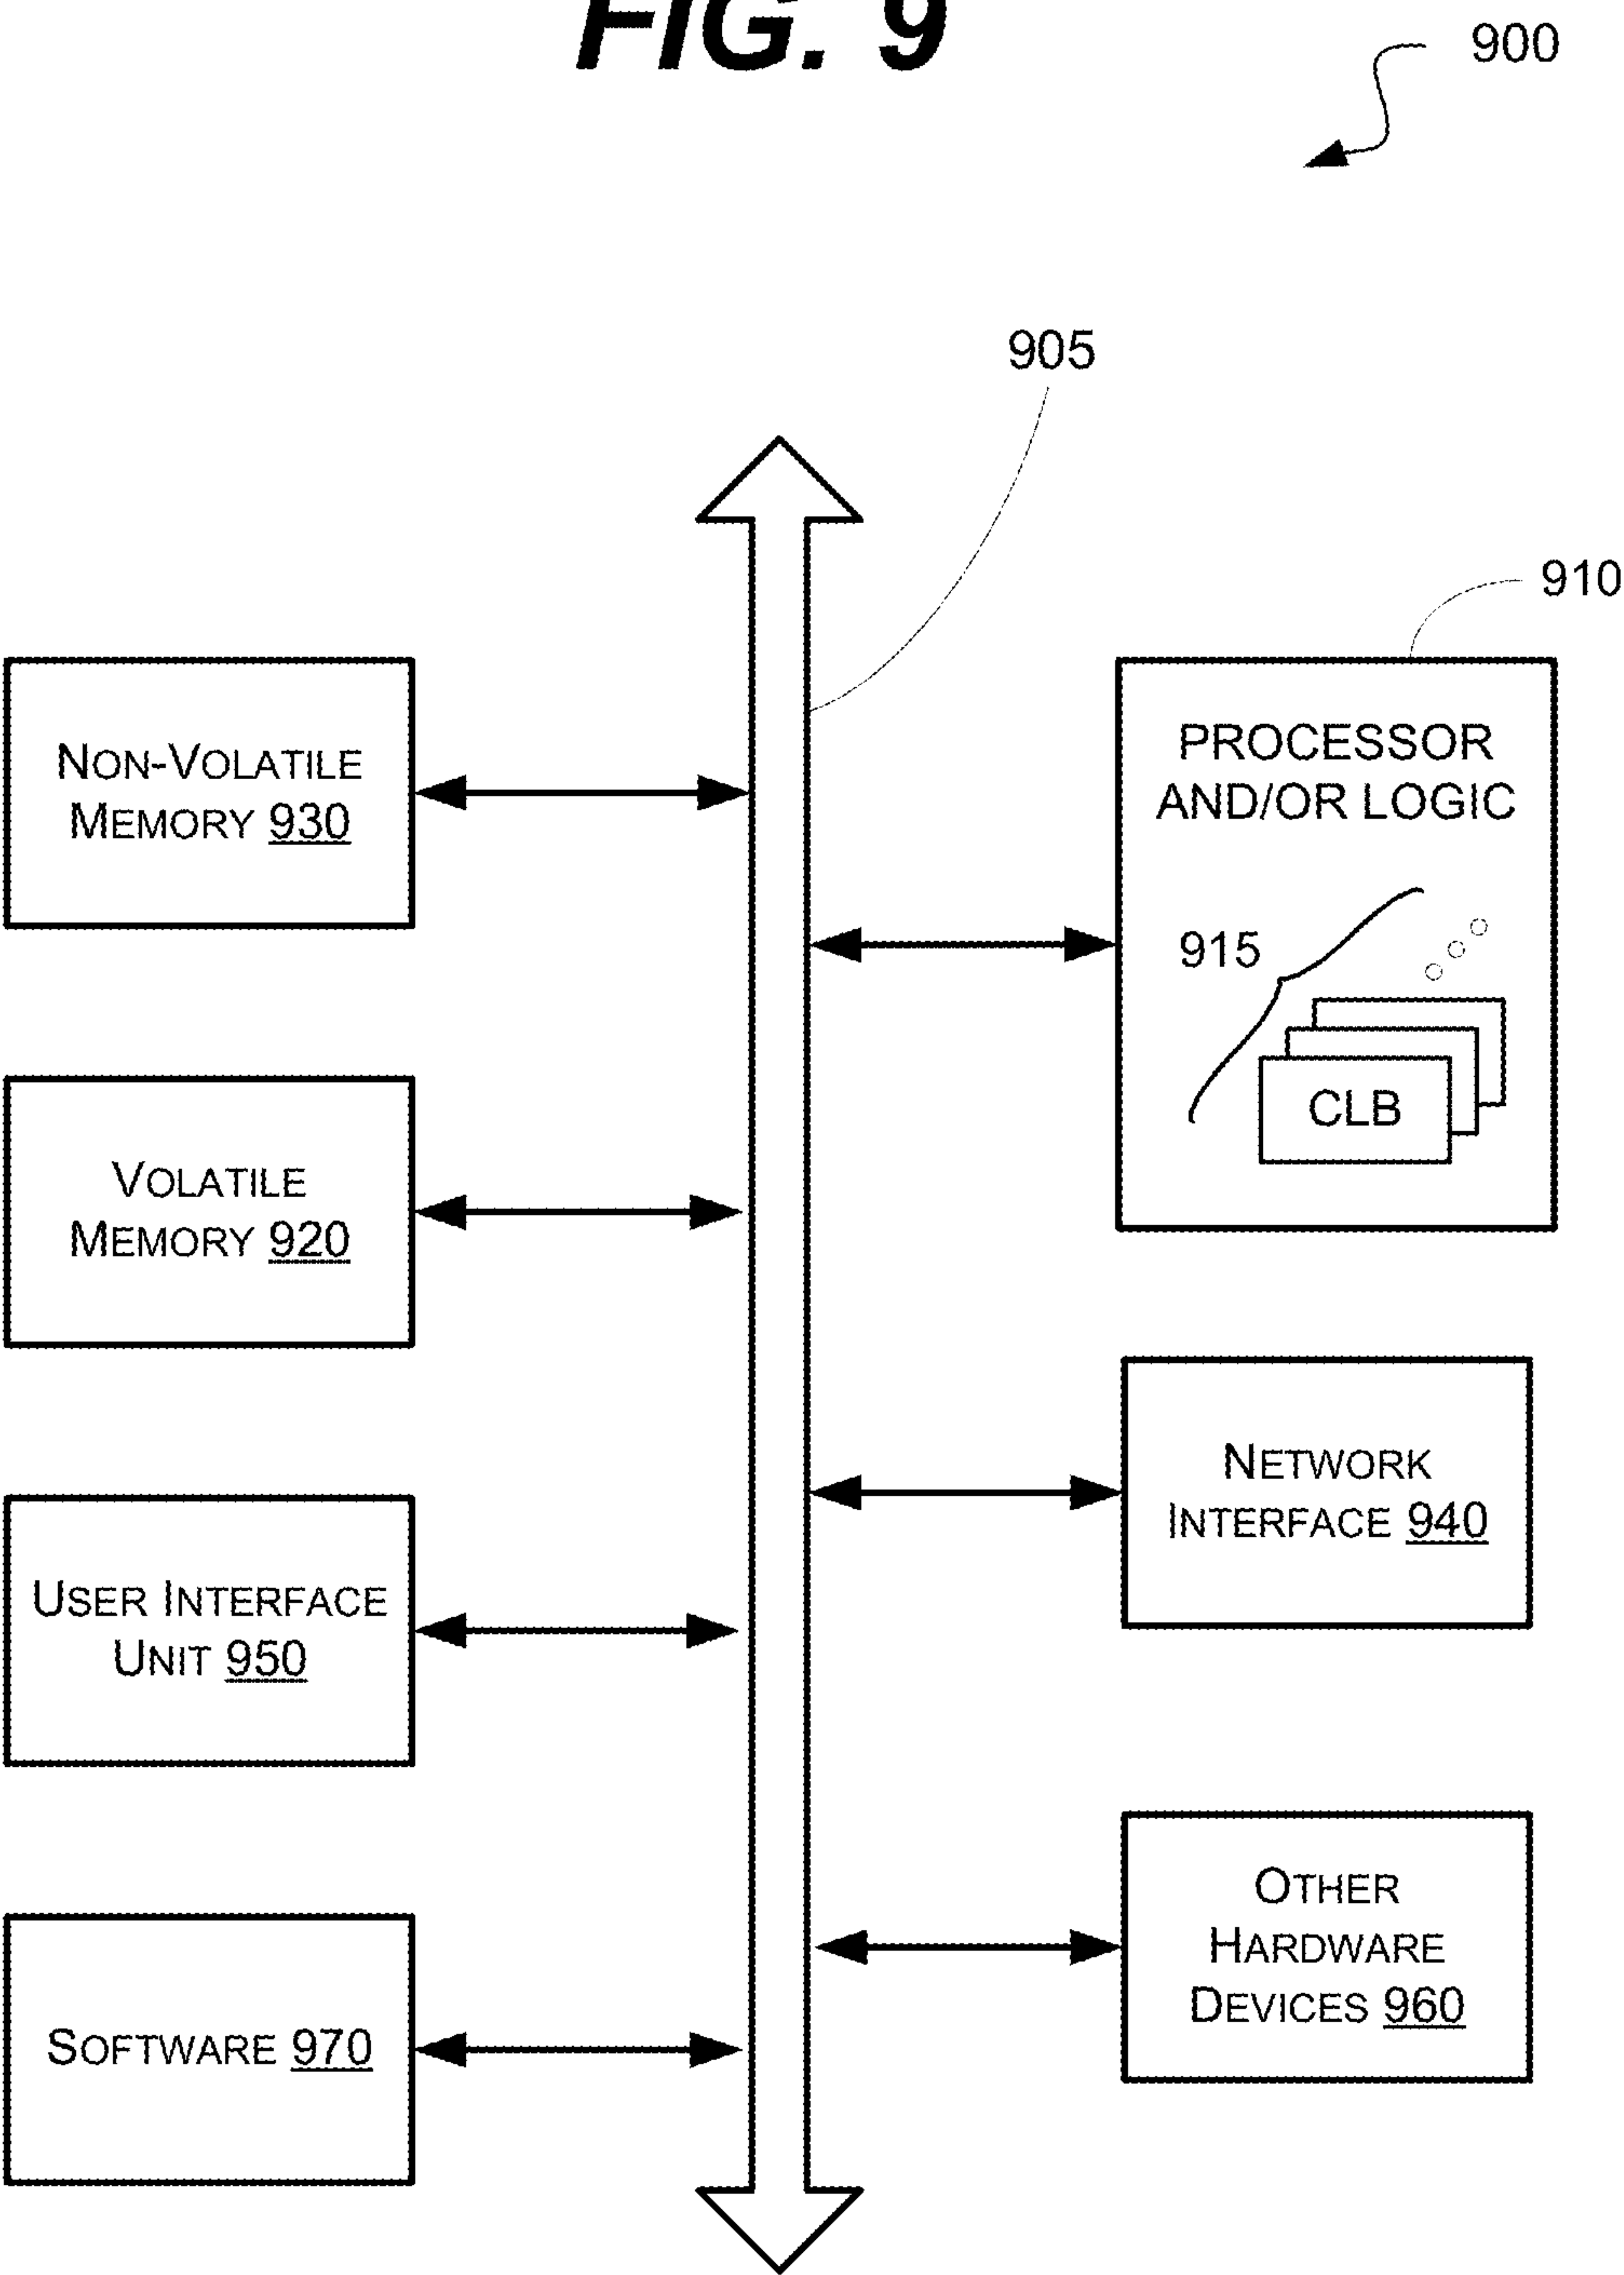 FIG. 9
900
905
910
NON-VOLATILE
MEMORY 930
PROCESSOR
AND/OR LOGIC
915
CLB
VOLATILE
MEMORY 920
NETWORK
INTERFACE 940
USER INTERFACE
UNIT 950
OTHER
HARDWARE
DEVICES 960
SOFTWARE 970